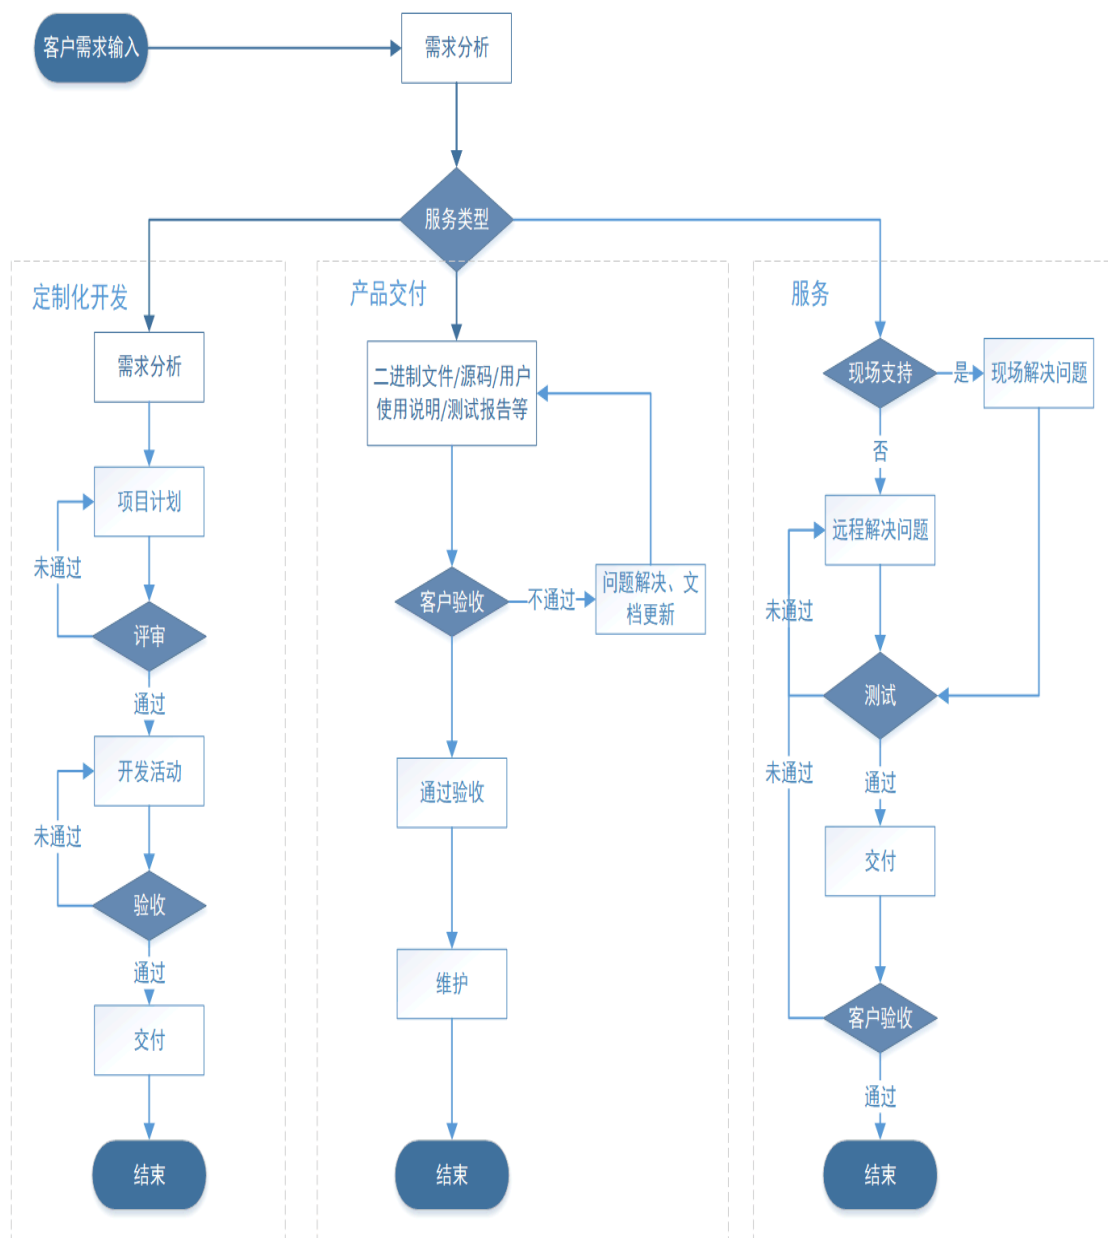 客户需求输入
需求分析
服务类型
定制化开发
需求分析
项目计划
未通过
评审
通过
开发活动
未通过
验收
通过
交付
结束
产品交付
二进制文件/源码/用户
使用说明/测试报告等
客户验收
不通过
问题解决、文
档更新
通过验收
维护
结束
服务
现场支持
是
现场解决问题
否
远程解决问题
未通过
测试
未通过
通过
交付
客户验收
通过
结束